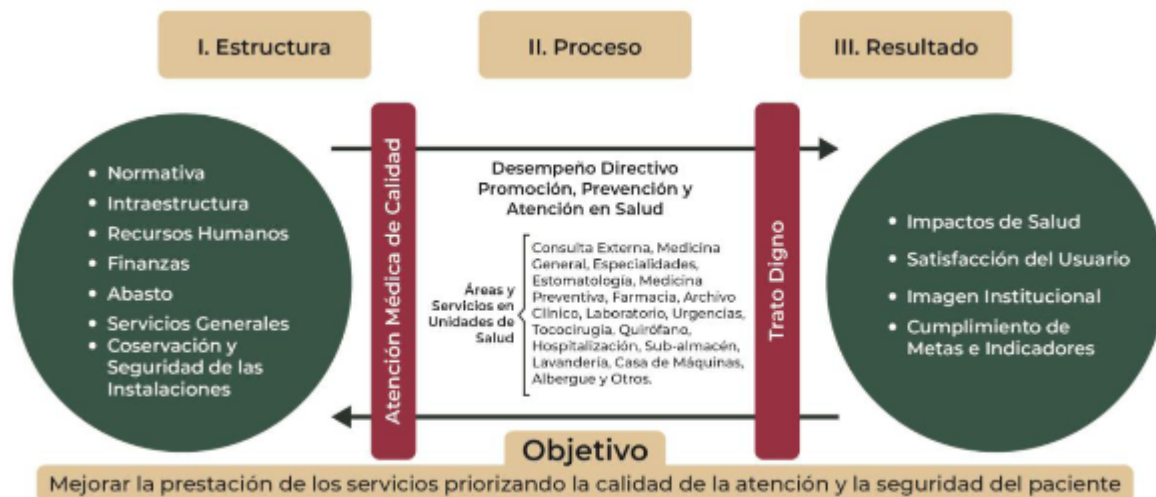 I. Estructura
II. Proceso
III. Resultado
• Normativa
• Intraestructura
• Recursos Humanos
• Finanzas
• Abasto
• Servicios Generales
• Coservación y
Seguridad de las
Instalaciones
Atención Médica de Calidad
Desempeño Directivo
Promoción, Prevención y
Atención en Salud
Áreas y
Servicios en
Unidades de
Salud
Consulta Externa, Medicina
General, Especialidades,
Estomatología, Medicina
Preventiva, Farmacia, Archivo
Clínico, Laboratorio, Urgencias,
Tococirugía, Quirófano,
Hospitalización, Sub-almacén,
Lavandería, Casa de Máquinas,
Albergue y Otros.
Trato Digno
• Impactos de Salud
• Satisfacción del Usuario
• Imagen Institucional
• Cumplimiento de
Metas e Indicadores
Objetivo
Mejorar la prestación de los servicios priorizando la calidad de la atención y la seguridad del paciente